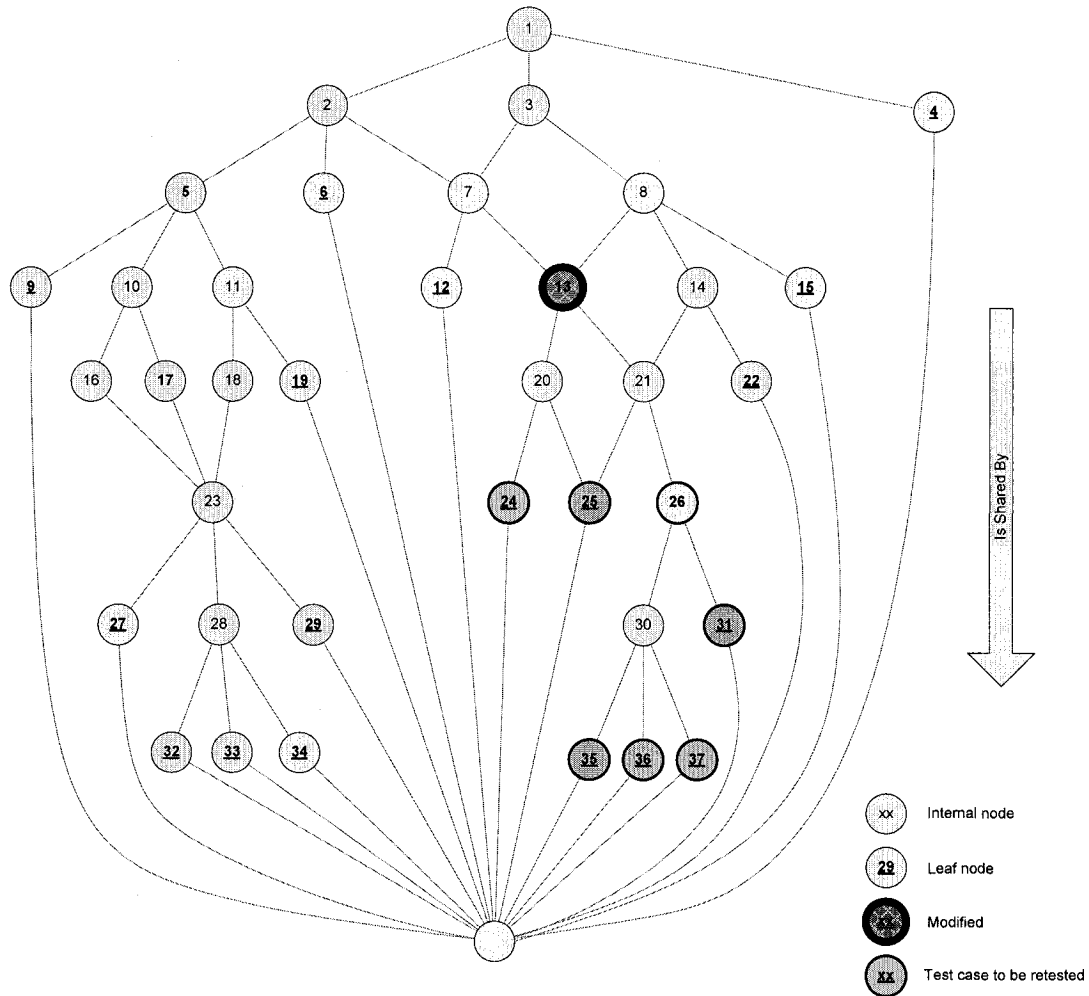 1
2 3 4
5 6 7 8
9 10 11 12 13 14 15
16 17 18 19 20 21 22
23 24 25 26
27 28 29 30 31
32 33 34 35 36 37
Is Shared By
xx Internal node
29 Leaf node
xx Modified
xx Test case to be retested